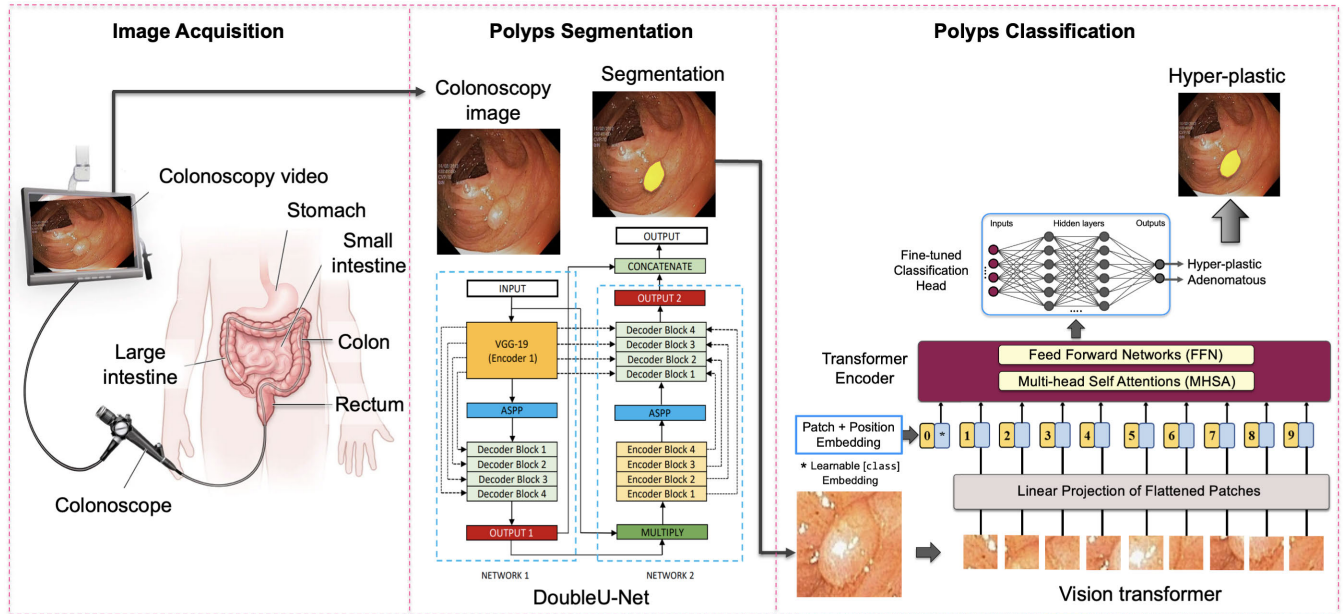 Image Acquisition
Colonoscopy video
Stomach
Small
intestine
Large
intestine
Colon
Rectum
Colonoscope
Polyps Segmentation
Colonoscopy
image
Segmentation
OUTPUT
CONCATENATE
INPUT
OUTPUT 2
VGG-19
(Encoder 1)
Decoder Block 4
Decoder Block 3
Decoder Block 2
Decoder Block 1
ASPP
ASPP
Decoder Block 1
Decoder Block 2
Decoder Block 3
Decoder Block 4
Encoder Block 4
Encoder Block 3
Encoder Block 2
Encoder Block 1
OUTPUT 1
MULTIPLY
NETWORK 1
NETWORK 2
DoubleU-Net
Polyps Classification
Hyper-plastic
Inputs
Hidden layers
Outputs
Fine-tuned
Classification
Head
Hyper-plastic
Adenomatous
Transformer
Encoder
Feed Forward Networks (FFN)
Multi-head Self Attentions (MHSA)
Patch + Position
Embedding
0 * 1 2 3 4 5 6 7 8 9
* Learnable [class]
Embedding
Linear Projection of Flattened Patches
Vision transformer